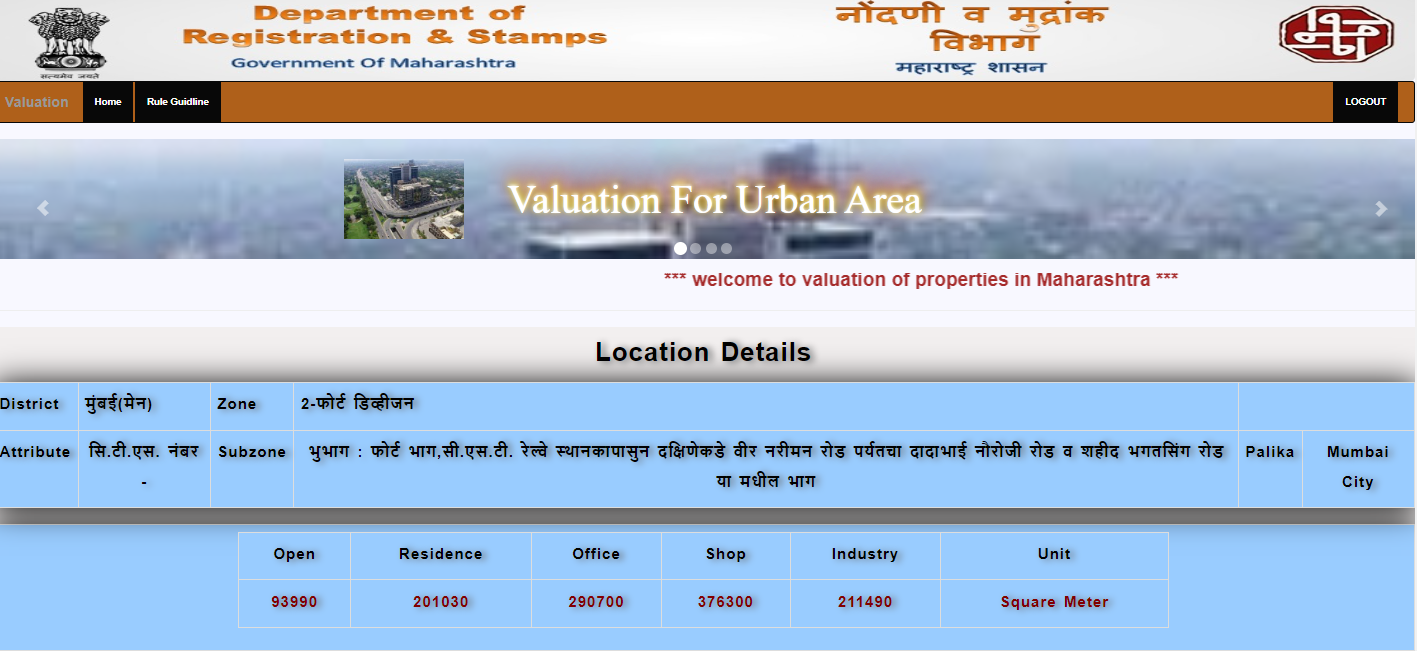 Department of
Registration & Stamps
Government Of Maharashtra
नोंदणी व मुद्रांक
विभाग
महाराष्ट्र शासन
सत्यमेव जयते
Valuation Home Rule Guidline LOGOUT
Valuation For Urban Area
*** welcome to valuation of properties in Maharashtra ***
Location Details
District मुंबई(मेन) Zone 2-फोर्ट डिव्हीजन
Attribute सि.टी.एस. नंबर Subzone भुभाग : फोर्ट भाग,सी.एस.टी. रेल्वे स्थानकापासुन दक्षिणेकडे वीर नरीमन रोड पर्यतचा दादाभाई नौरोजी रोड व शहीद भगतसिंग रोड Palika Mumbai
- या मधील भाग City
Open Residence Office Shop Industry Unit
93990 201030 290700 376300 211490 Square Meter